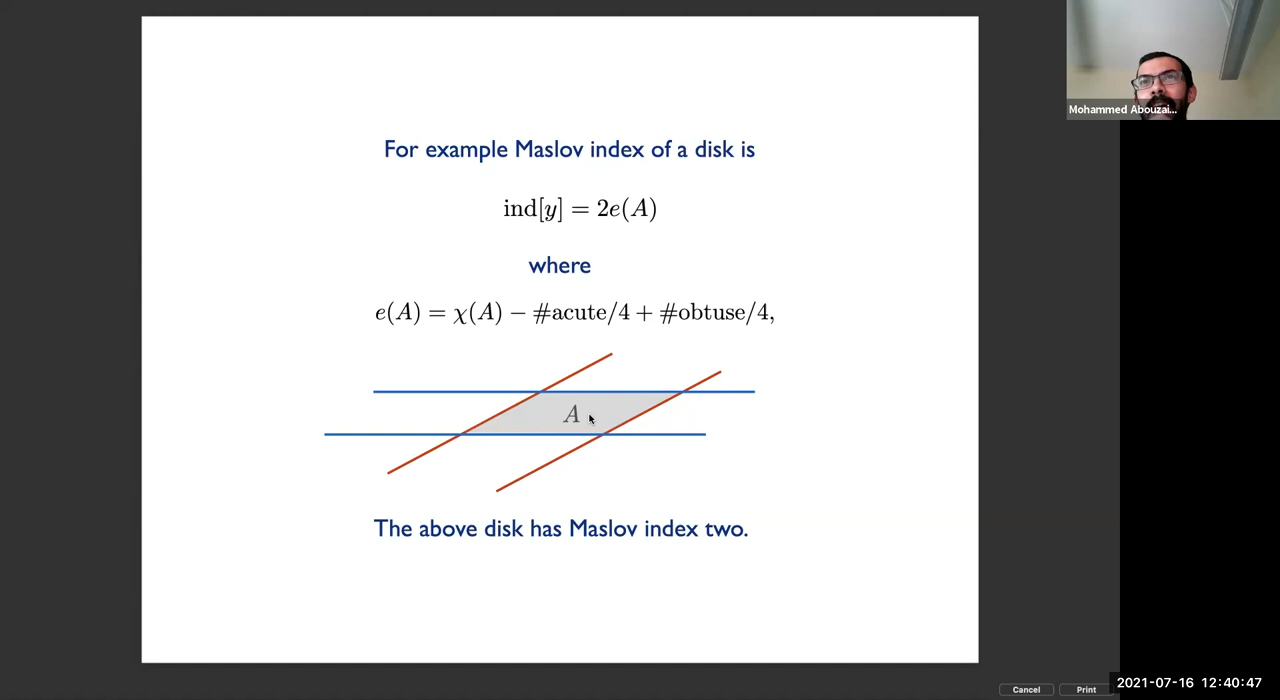 For example Maslov index of a disk is
ind[y] = 2e(A)
where
e(A) = χ(A) − #acute/4 + #obtuse/4,
A
The above disk has Maslov index two.
Mohammed Abouzai...
Cancel
Print
2021-07-16 12:40:47